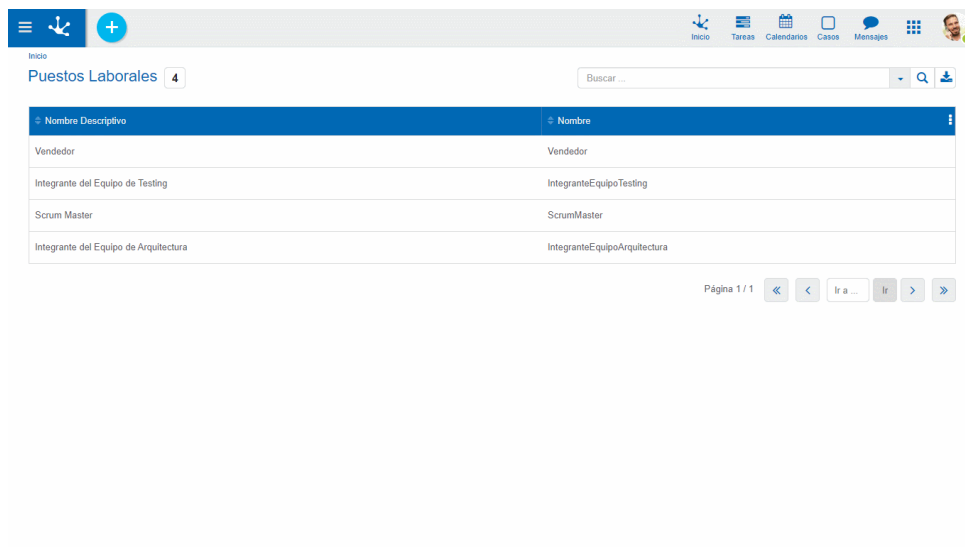 Inicio Tareas Calendarios Casos Mensajes
Inicio
Puestos Laborales 4
Buscar ...
Nombre Descriptivo Nombre
Vendedor Vendedor
Integrante del Equipo de Testing IntegranteEquipoTesting
Scrum Master ScrumMaster
Integrante del Equipo de Arquitectura IntegranteEquipoArquitectura
Página 1 / 1 « < Ir a ... Ir > »